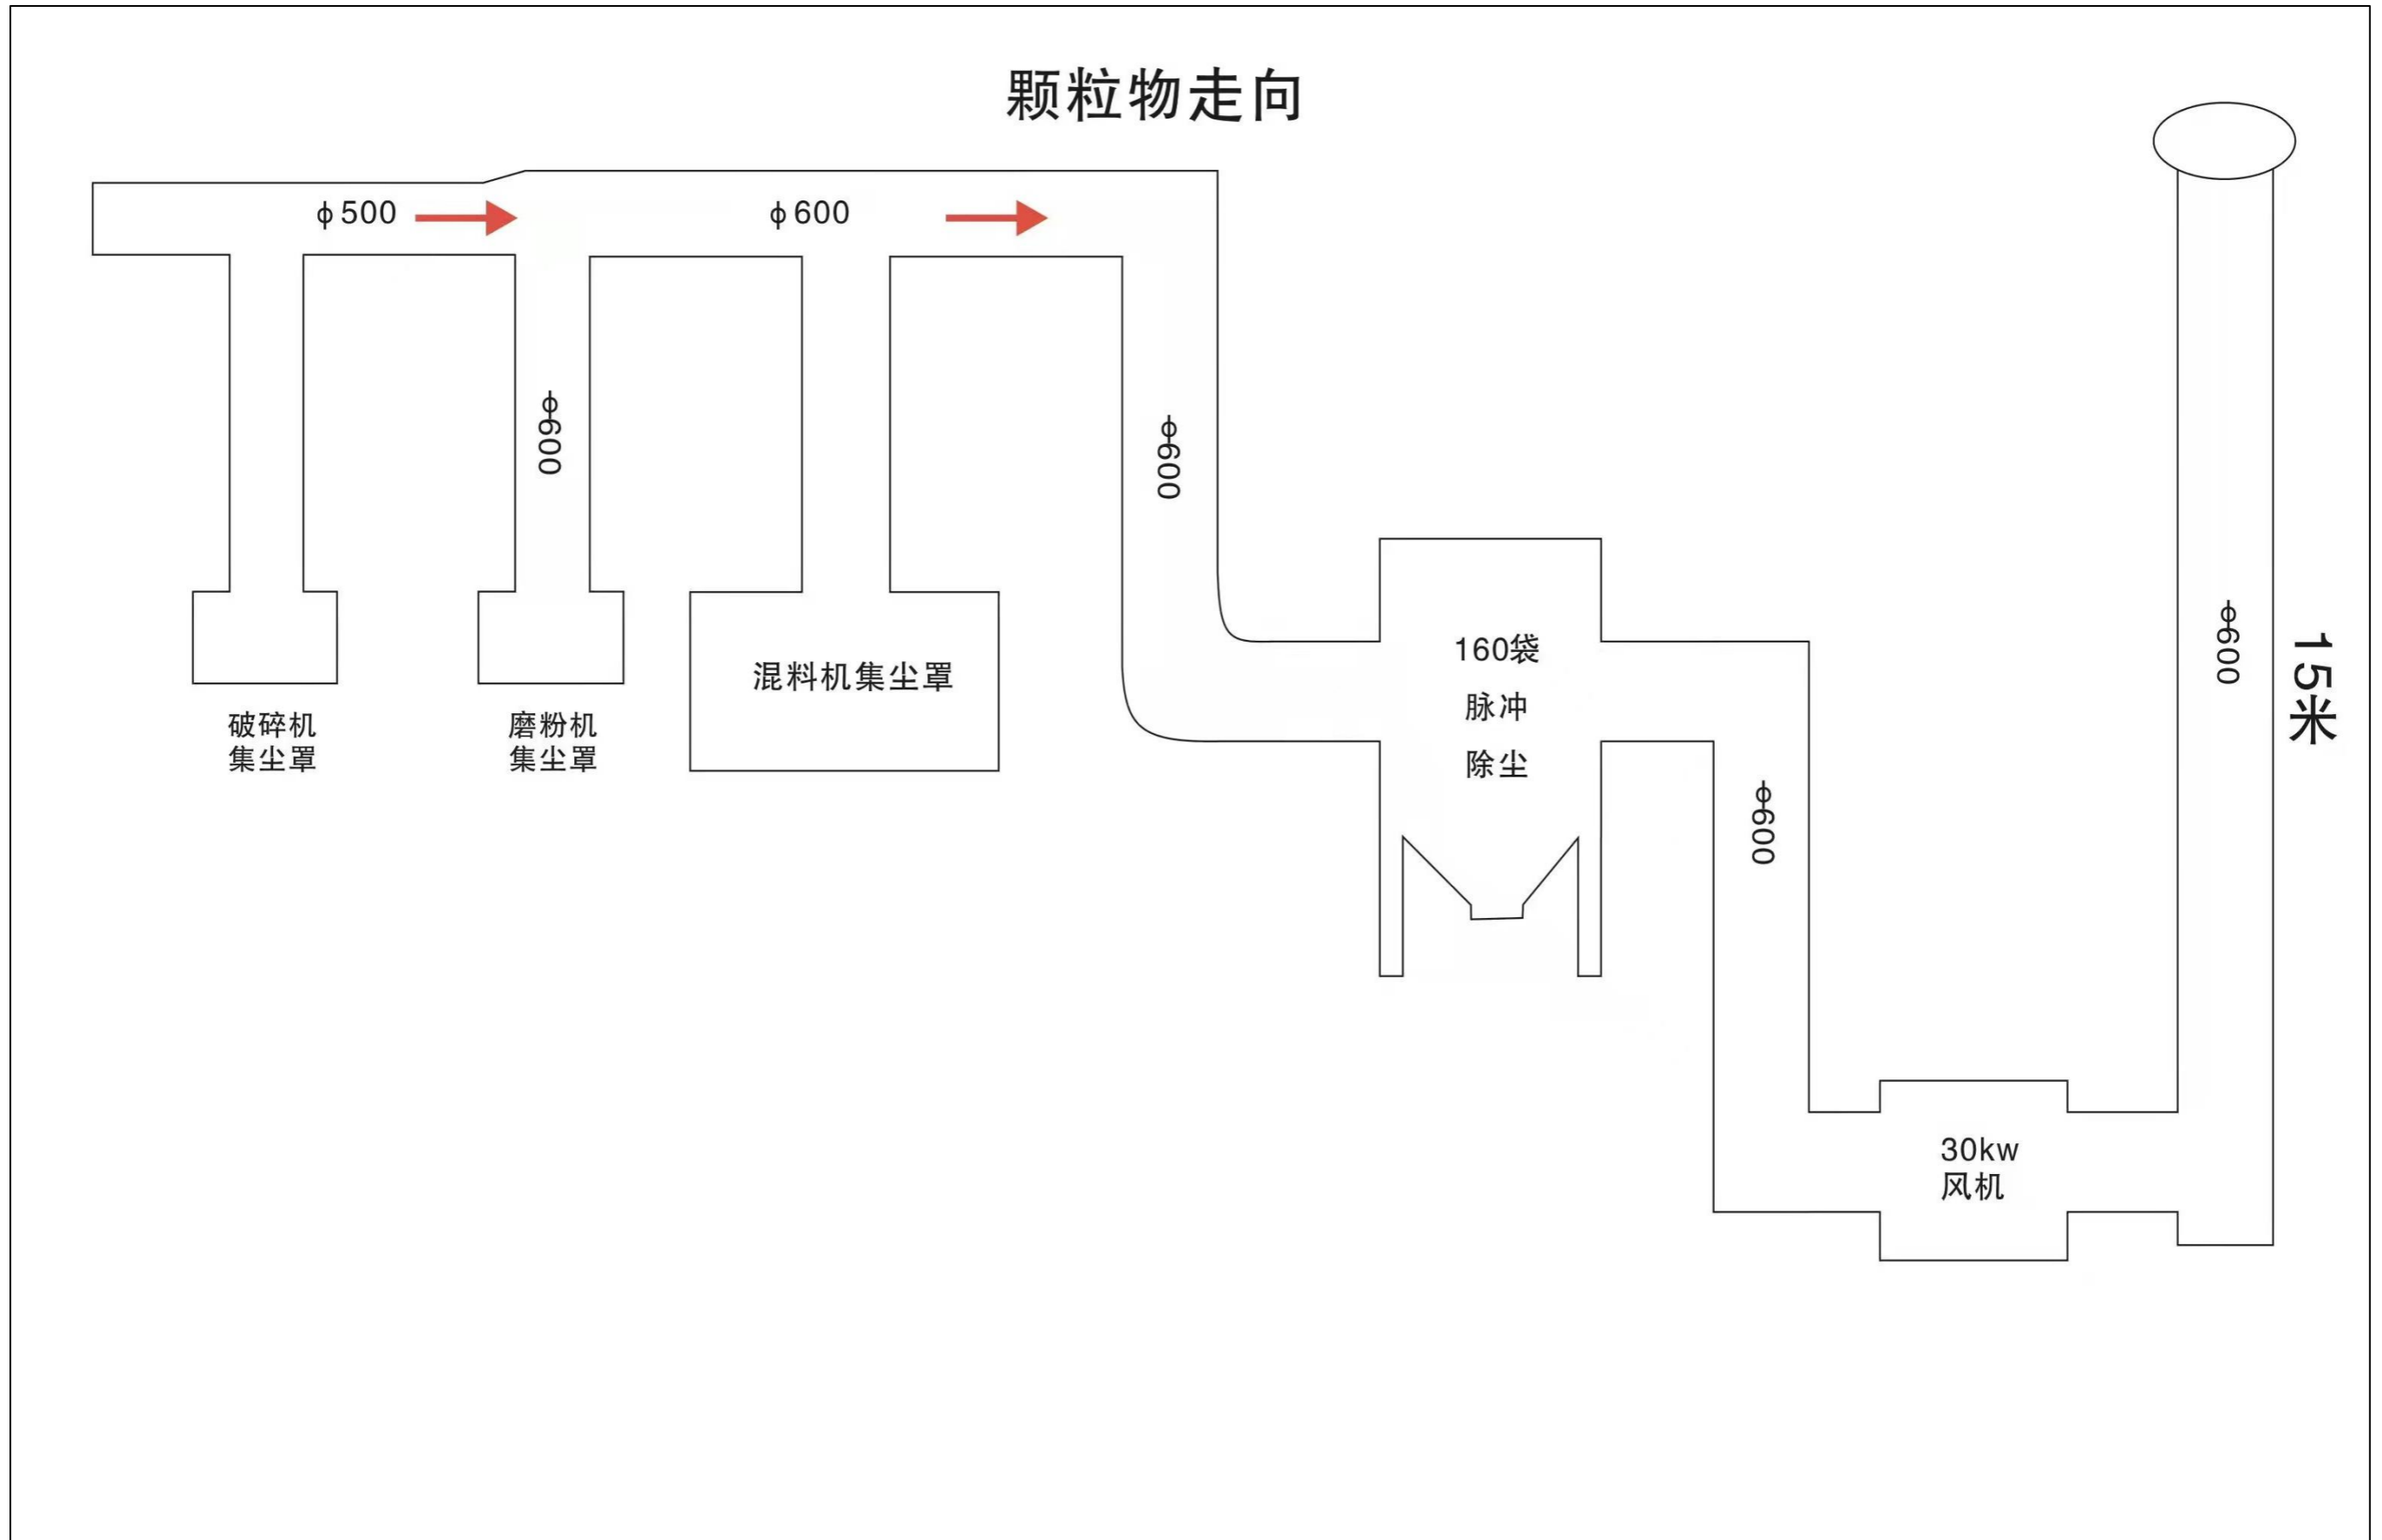 颗粒物走向
ϕ500
ϕ600
ϕ600
ϕ600
破碎机
集尘罩
磨粉机
集尘罩
混料机集尘罩
160袋
脉冲
除尘
ϕ600
30kw
风机
ϕ600
15米